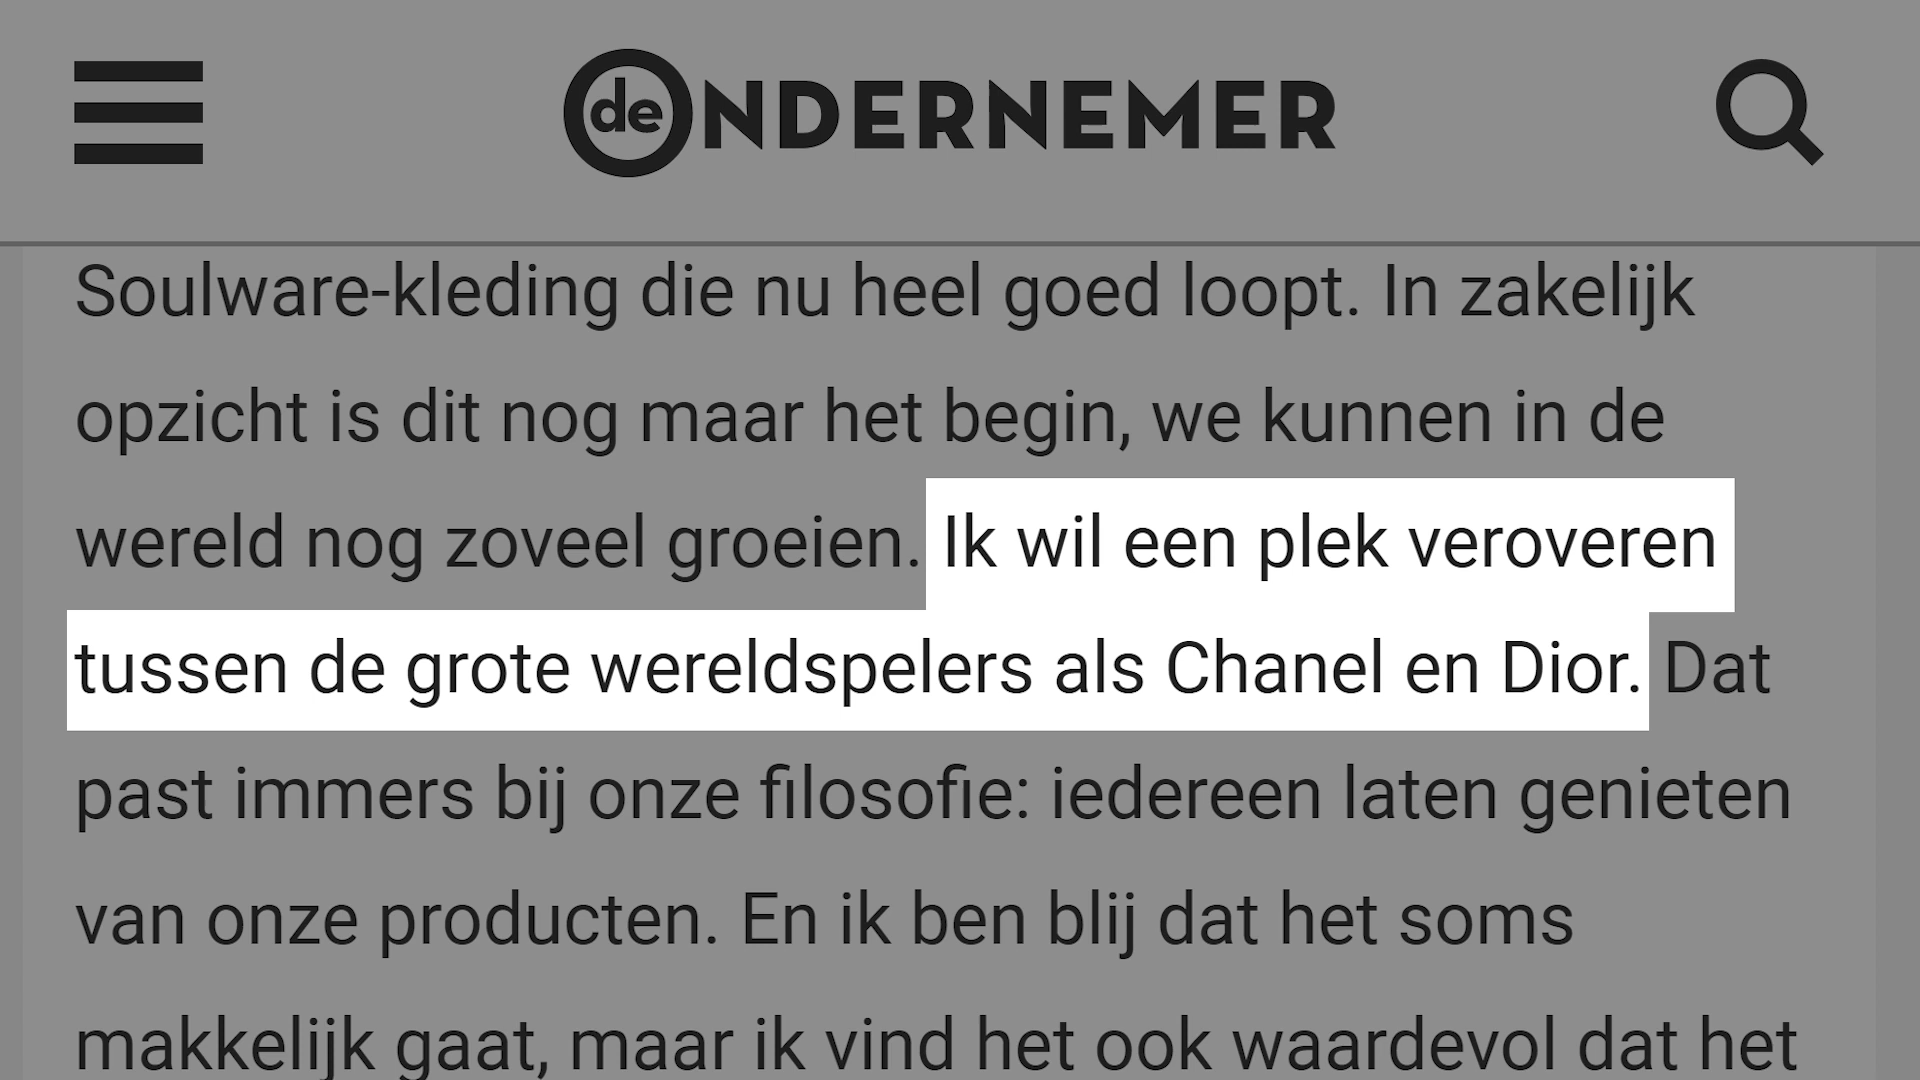 deONDERNEMER
Soulware-kleding die nu heel goed loopt. In zakelijk
opzicht is dit nog maar het begin, we kunnen in de
wereld nog zoveel groeien. Ik wil een plek veroveren
tussen de grote wereldspelers als Chanel en Dior. Dat
past immers bij onze filosofie: iedereen laten genieten
van onze producten. En ik ben blij dat het soms
makkelijk gaat, maar ik vind het ook waardevol dat het